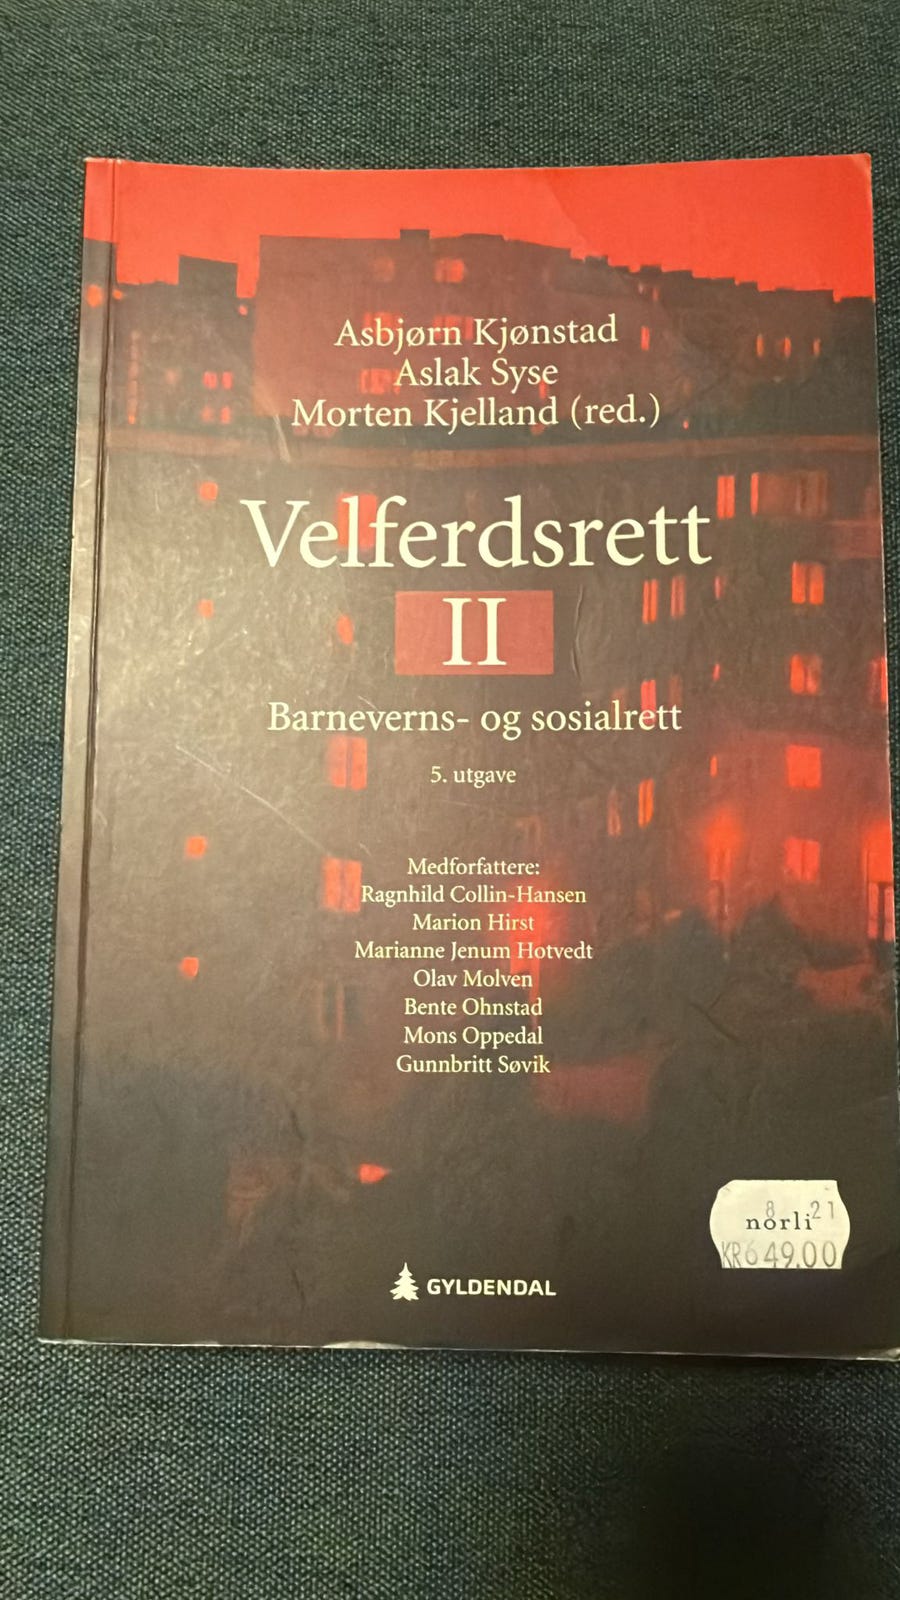 Asbjørn Kjønstad
Aslak Syse
Morten Kjelland (red.)
Velferdsrett
II
Barneverns- og sosialrett
5. utgave
Medforfattere:
Ragnhild Collin-Hansen
Marion Hirst
Marianne Jenum Hotvedt
Olav Molven
Bente Ohnstad
Mons Oppedal
Gunnbritt Søvik
8 21
norli
KR649.00
GYLDENDAL